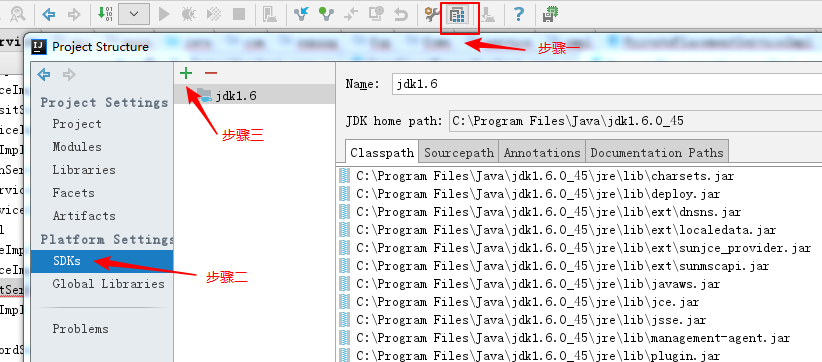 步骤一
Project Structure
Project Settings
Project
Modules
Libraries
Facets
Artifacts
Platform Settings
SDKs
Global Libraries
Problems
步骤二
jdk1.6
步骤三
Name: jdk1.6
JDK home path: C:\Program Files\Java\jdk1.6.0_45
Classpath Sourcepath Annotations Documentation Paths
C:\Program Files\Java\jdk1.6.0_45\jre\lib\charsets.jar
C:\Program Files\Java\jdk1.6.0_45\jre\lib\deploy.jar
C:\Program Files\Java\jdk1.6.0_45\jre\lib\ext\dnsns.jar
C:\Program Files\Java\jdk1.6.0_45\jre\lib\ext\localedata.jar
C:\Program Files\Java\jdk1.6.0_45\jre\lib\ext\sunjce_provider.jar
C:\Program Files\Java\jdk1.6.0_45\jre\lib\ext\sunmscapi.jar
C:\Program Files\Java\jdk1.6.0_45\jre\lib\javaws.jar
C:\Program Files\Java\jdk1.6.0_45\jre\lib\jce.jar
C:\Program Files\Java\jdk1.6.0_45\jre\lib\jsse.jar
C:\Program Files\Java\jdk1.6.0_45\jre\lib\management-agent.jar
C:\Program Files\Java\jdk1.6.0_45\jre\lib\plugin.jar